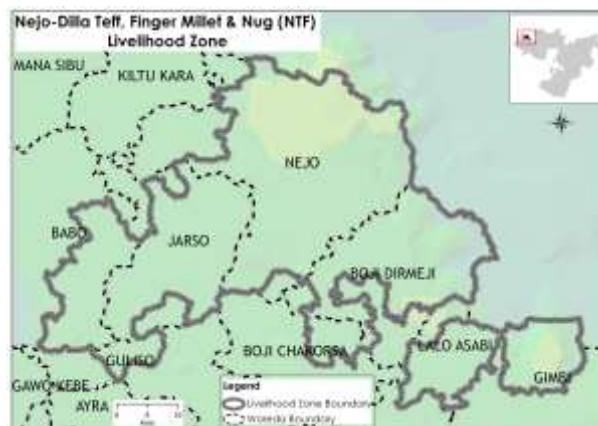 Nejo-Dilla Teff, Finger Millet & Nug (NTF)
Livelihood Zone
MANA SIBU
KILTU KARA
NEJO
BABO
JARSO
BOJI DIRMEJI
GULISO
BOJI CHAKORSA
LALO ASABI
GIMBI
GAWO KEBE
AYRA
Legend
Livelihood Zone Boundary
Woreda Boundary